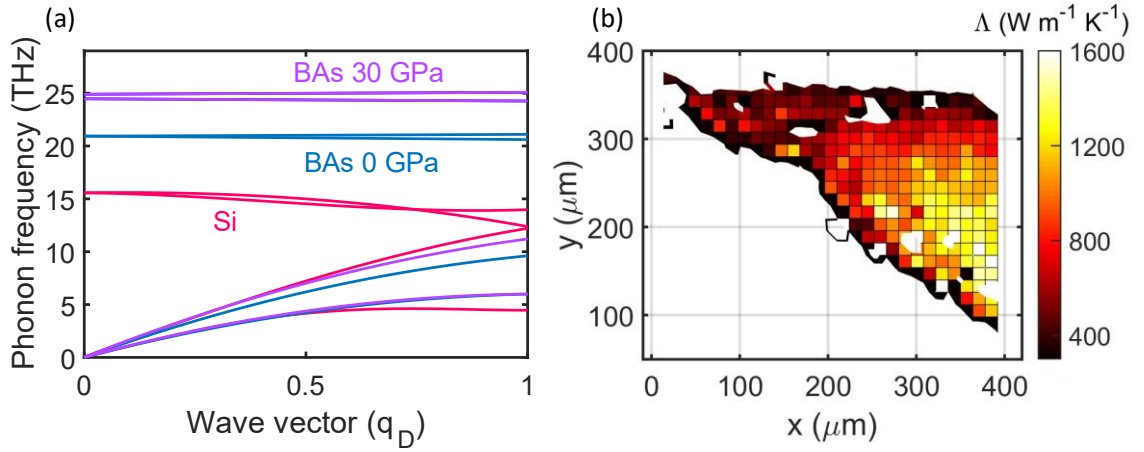 (a)
Phonon frequency (THz)
25
20
15
10
5
0
BAs 30 GPa
BAs 0 GPa
Si
0
0.5
1
Wave vector (q_D)
(b)
Λ (W m⁻¹ K⁻¹)
y (μm)
400
300
200
100
0
100
200
300
400
x (μm)
1600
1200
800
400